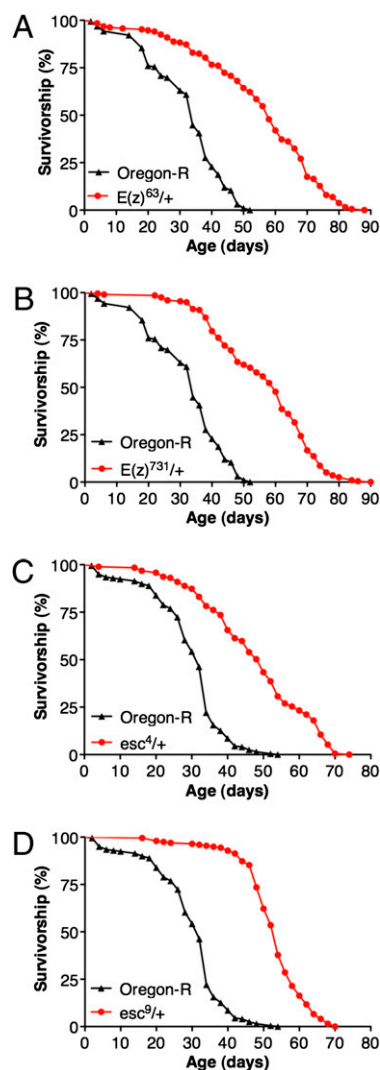 A
Survivorship (%)
100
75
50
25
0
Oregon-R
E(z)⁶³/+
0 10 20 30 40 50 60 70 80 90
Age (days)
B
Survivorship (%)
100
75
50
25
0
Oregon-R
E(z)⁷³¹/+
0 10 20 30 40 50 60 70 80 90
Age (days)
C
Survivorship (%)
100
75
50
25
0
Oregon-R
esc⁴/+
0 10 20 30 40 50 60 70 80
Age (days)
D
Survivorship (%)
100
75
50
25
0
Oregon-R
esc⁹/+
0 10 20 30 40 50 60 70 80
Age (days)